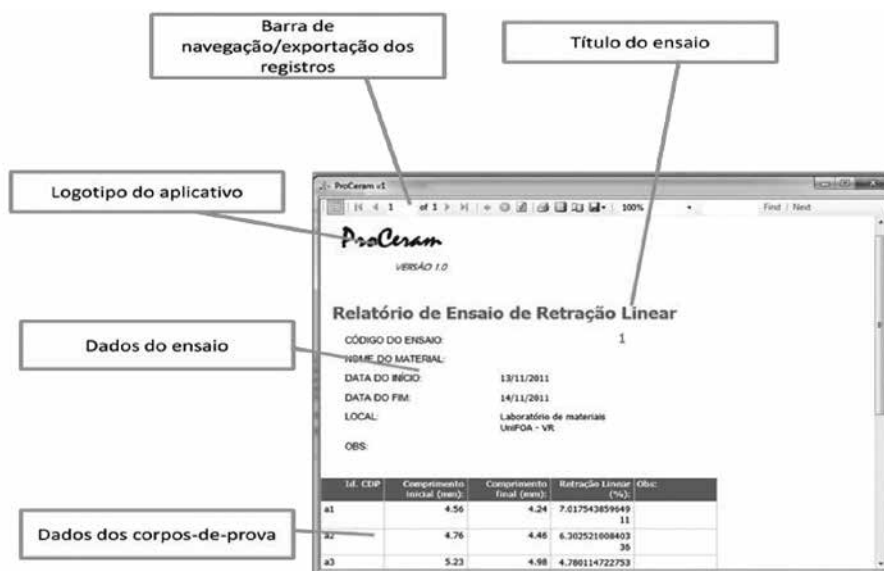 Barra de
navegação/exportação dos
registros
Título do ensaio
Logotipo do aplicativo
Dados do ensaio
Dados dos corpos-de-prova
ProCeram v1
1 of 1 100% Find | Next
ProCeram
VERSÃO 1.0
Relatório de Ensaio de Retração Linear
CÓDIGO DO ENSAIO: 1
NOME DO MATERIAL:
DATA DO INÍCIO: 13/11/2011
DATA DO FIM: 14/11/2011
LOCAL: Laboratório de materiais
UniFOA - VR
OBS:
Id. CDP Comprimento Comprimento Retração Linear Obs:
inicial (mm): final (mm): (%):
a1 4.56 4.24 7.017543859649
11
a2 4.76 4.46 6.302521008403
36
a3 5.23 4.98 4.780114722753